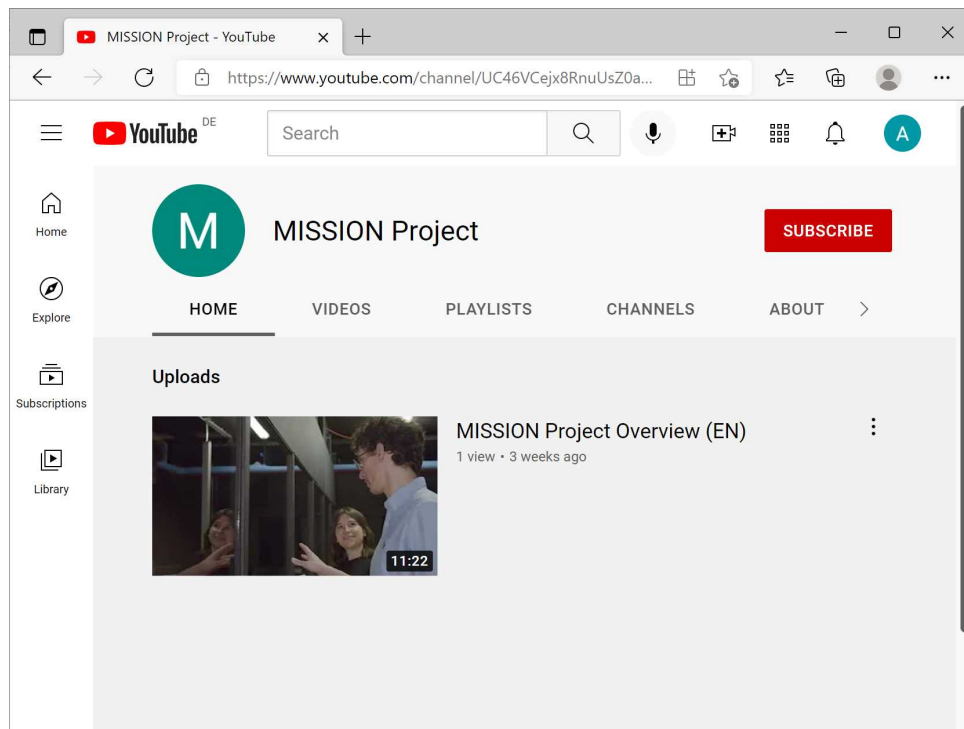 MISSION Project - YouTube
https://www.youtube.com/channel/UC46VCejx8RnuUsZ0a...
YouTube DE
Search
A
Home
M
MISSION Project
SUBSCRIBE
Explore
HOME VIDEOS PLAYLISTS CHANNELS ABOUT
Subscriptions
Uploads
Library
MISSION Project Overview (EN)
1 view • 3 weeks ago
11:22